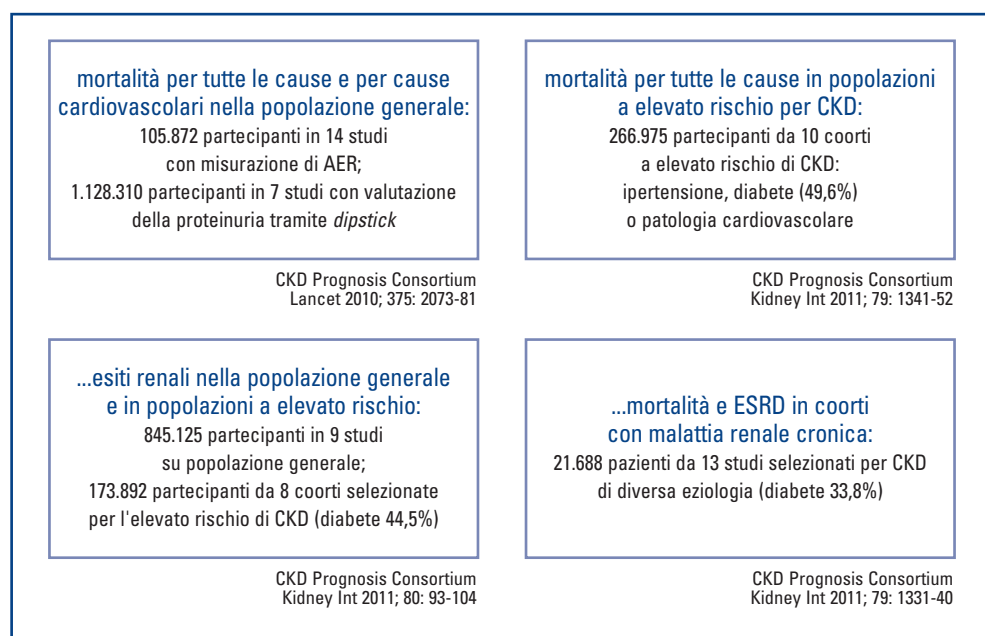 mortalità per tutte le cause e per cause
cardiovascolari nella popolazione generale:
105.872 partecipanti in 14 studi
con misurazione di AER;
1.128.310 partecipanti in 7 studi con valutazione
della proteinuria tramite dipstick
CKD Prognosis Consortium
Lancet 2010; 375: 2073-81
mortalità per tutte le cause in popolazioni
a elevato rischio per CKD:
266.975 partecipanti da 10 coorti
a elevato rischio di CKD:
ipertensione, diabete (49,6%)
o patologia cardiovascolare
CKD Prognosis Consortium
Kidney Int 2011; 79: 1341-52
...esiti renali nella popolazione generale
e in popolazioni a elevato rischio:
845.125 partecipanti in 9 studi
su popolazione generale;
173.892 partecipanti da 8 coorti selezionate
per l'elevato rischio di CKD (diabete 44,5%)
CKD Prognosis Consortium
Kidney Int 2011; 80: 93-104
...mortalità e ESRD in coorti
con malattia renale cronica:
21.688 pazienti da 13 studi selezionati per CKD
di diversa eziologia (diabete 33,8%)
CKD Prognosis Consortium
Kidney Int 2011; 79: 1331-40